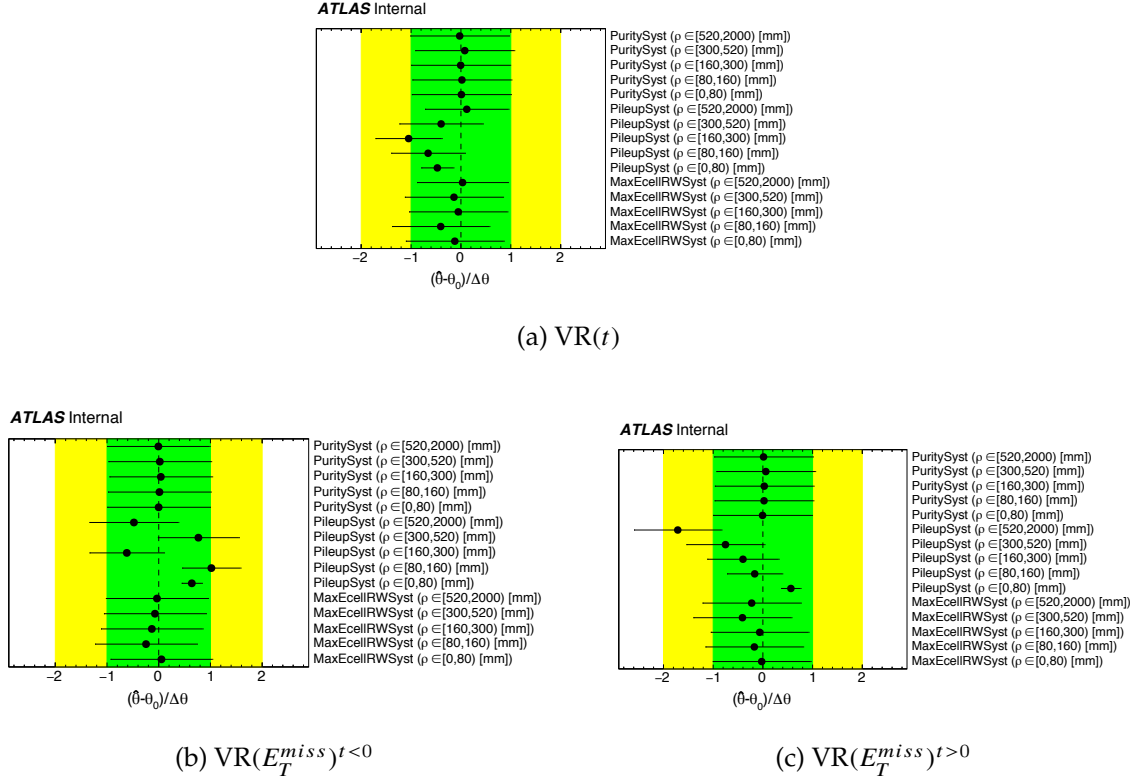 ATLAS Internal
PuritySyst (ρ∈[520,2000) [mm])
PuritySyst (ρ∈[300,520) [mm])
PuritySyst (ρ∈[160,300) [mm])
PuritySyst (ρ∈[80,160) [mm])
PuritySyst (ρ∈[0,80) [mm])
PileupSyst (ρ∈[520,2000) [mm])
PileupSyst (ρ∈[300,520) [mm])
PileupSyst (ρ∈[160,300) [mm])
PileupSyst (ρ∈[80,160) [mm])
PileupSyst (ρ∈[0,80) [mm])
MaxEcellRWSyst (ρ∈[520,2000) [mm])
MaxEcellRWSyst (ρ∈[300,520) [mm])
MaxEcellRWSyst (ρ∈[160,300) [mm])
MaxEcellRWSyst (ρ∈[80,160) [mm])
MaxEcellRWSyst (ρ∈[0,80) [mm])
−2 −1 0 1 2
(θ̂-θ₀)/Δθ
(a) VR(t)
ATLAS Internal
PuritySyst (ρ∈[520,2000) [mm])
PuritySyst (ρ∈[300,520) [mm])
PuritySyst (ρ∈[160,300) [mm])
PuritySyst (ρ∈[80,160) [mm])
PuritySyst (ρ∈[0,80) [mm])
PileupSyst (ρ∈[520,2000) [mm])
PileupSyst (ρ∈[300,520) [mm])
PileupSyst (ρ∈[160,300) [mm])
PileupSyst (ρ∈[80,160) [mm])
PileupSyst (ρ∈[0,80) [mm])
MaxEcellRWSyst (ρ∈[520,2000) [mm])
MaxEcellRWSyst (ρ∈[300,520) [mm])
MaxEcellRWSyst (ρ∈[160,300) [mm])
MaxEcellRWSyst (ρ∈[80,160) [mm])
MaxEcellRWSyst (ρ∈[0,80) [mm])
−2 −1 0 1 2
(θ̂-θ₀)/Δθ
(b) VR(E_T^{miss})^{t<0}
ATLAS Internal
PuritySyst (ρ∈[520,2000) [mm])
PuritySyst (ρ∈[300,520) [mm])
PuritySyst (ρ∈[160,300) [mm])
PuritySyst (ρ∈[80,160) [mm])
PuritySyst (ρ∈[0,80) [mm])
PileupSyst (ρ∈[520,2000) [mm])
PileupSyst (ρ∈[300,520) [mm])
PileupSyst (ρ∈[160,300) [mm])
PileupSyst (ρ∈[80,160) [mm])
PileupSyst (ρ∈[0,80) [mm])
MaxEcellRWSyst (ρ∈[520,2000) [mm])
MaxEcellRWSyst (ρ∈[300,520) [mm])
MaxEcellRWSyst (ρ∈[160,300) [mm])
MaxEcellRWSyst (ρ∈[80,160) [mm])
MaxEcellRWSyst (ρ∈[0,80) [mm])
−2 −1 0 1 2
(θ̂-θ₀)/Δθ
(c) VR(E_T^{miss})^{t>0}